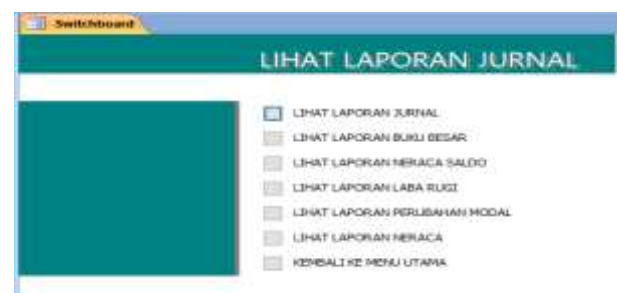 Switchboard
LIHAT LAPORAN JURNAL
LIHAT LAPORAN JURNAL
LIHAT LAPORAN BUKU BESAR
LIHAT LAPORAN NERACA SALDO
LIHAT LAPORAN LABA RUGI
LIHAT LAPORAN PERUBAHAN MODAL
LIHAT LAPORAN NERACA
KEMBALI KE MENU UTAMA